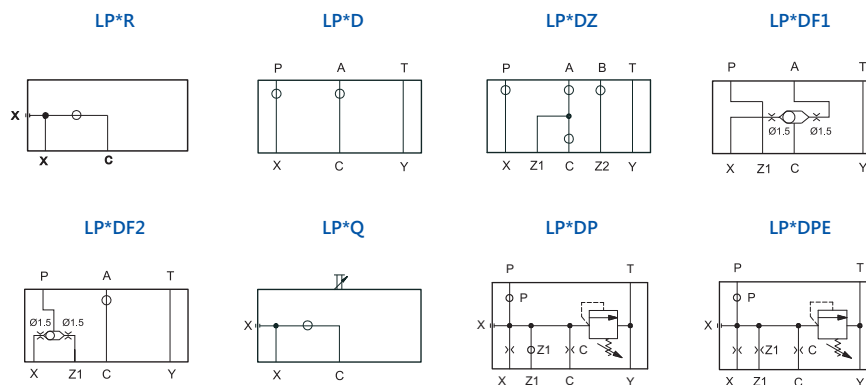 LP*R
LP*D
LP*DZ
LP*DF1
P A T
P A B T
P A T
X
Ø1.5 Ø1.5
X C
X C Y
X Z1 C Z2 Y
X Z1 C Y
LP*DF2
LP*Q
LP*DP
LP*DPE
P A T
P T
P T
P
P
Ø1.5 Ø1.5
X
X
X
Z1 C
Z1 C
X Z1 C Y
X C
X Z1 C Y
X Z1 C Y